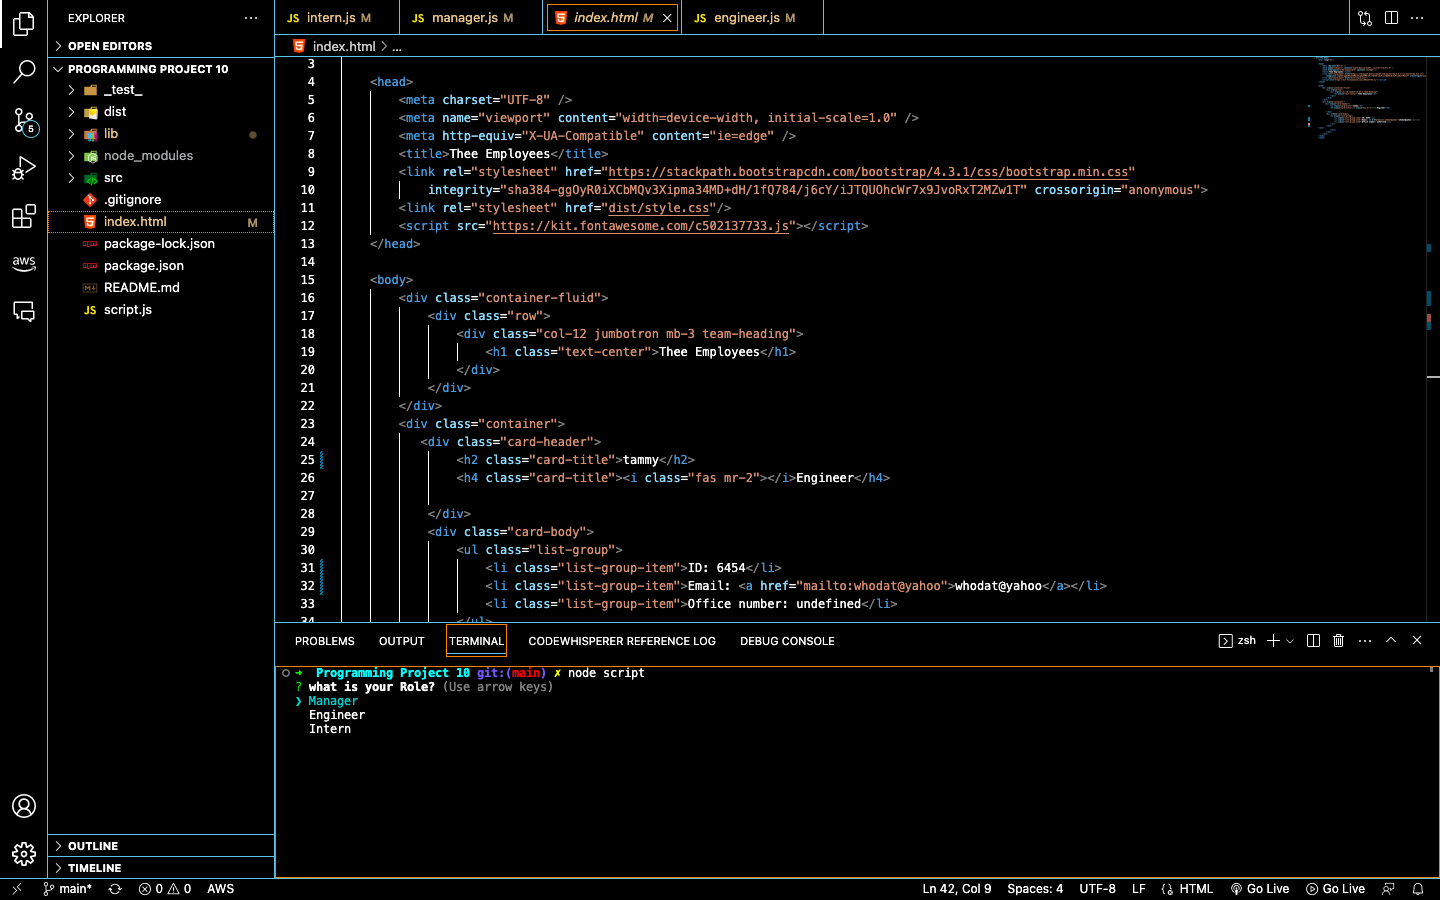 EXPLORER
OPEN EDITORS
PROGRAMMING PROJECT 10
_test_
dist
lib
node_modules
src
.gitignore
index.html M
package-lock.json
package.json
README.md
JS script.js
OUTLINE
TIMELINE
aws
5
JS intern.js M
JS manager.js M
index.html M
JS engineer.js M
index.html > ...
3
4 <head>
5 <meta charset="UTF-8" />
6 <meta name="viewport" content="width=device-width, initial-scale=1.0" />
7 <meta http-equiv="X-UA-Compatible" content="ie=edge" />
8 <title>Thee Employees</title>
9 <link rel="stylesheet" href="https://stackpath.bootstrapcdn.com/bootstrap/4.3.1/css/bootstrap.min.css"
10 integrity="sha384-ggOyR0iXCbMQv3Xipma34MD+dH/1fQ784/j6cY/iJTQUOhcWr7x9JvoRxT2MZw1T" crossorigin="anonymous">
11 <link rel="stylesheet" href="dist/style.css"/>
12 <script src="https://kit.fontawesome.com/c502137733.js"></script>
13 </head>
14
15 <body>
16 <div class="container-fluid">
17 <div class="row">
18 <div class="col-12 jumbotron mb-3 team-heading">
19 <h1 class="text-center">Thee Employees</h1>
20 </div>
21 </div>
22 </div>
23 <div class="container">
24 <div class="card-header">
25 <h2 class="card-title">tammy</h2>
26 <h4 class="card-title"><i class="fas mr-2"></i>Engineer</h4>
27
28 </div>
29 <div class="card-body">
30 <ul class="list-group">
31 <li class="list-group-item">ID: 6454</li>
32 <li class="list-group-item">Email: <a href="mailto:whodat@yahoo">whodat@yahoo</a></li>
33 <li class="list-group-item">Office number: undefined</li>
34 </ul>
PROBLEMS OUTPUT TERMINAL CODEWHISPERER REFERENCE LOG DEBUG CONSOLE
zsh
➜ Programming Project 10 git:(main) ✗ node script
? what is your Role? (Use arrow keys)
❯ Manager
Engineer
Intern
main* 0 0 AWS
Ln 42, Col 9 Spaces: 4 UTF-8 LF HTML Go Live Go Live